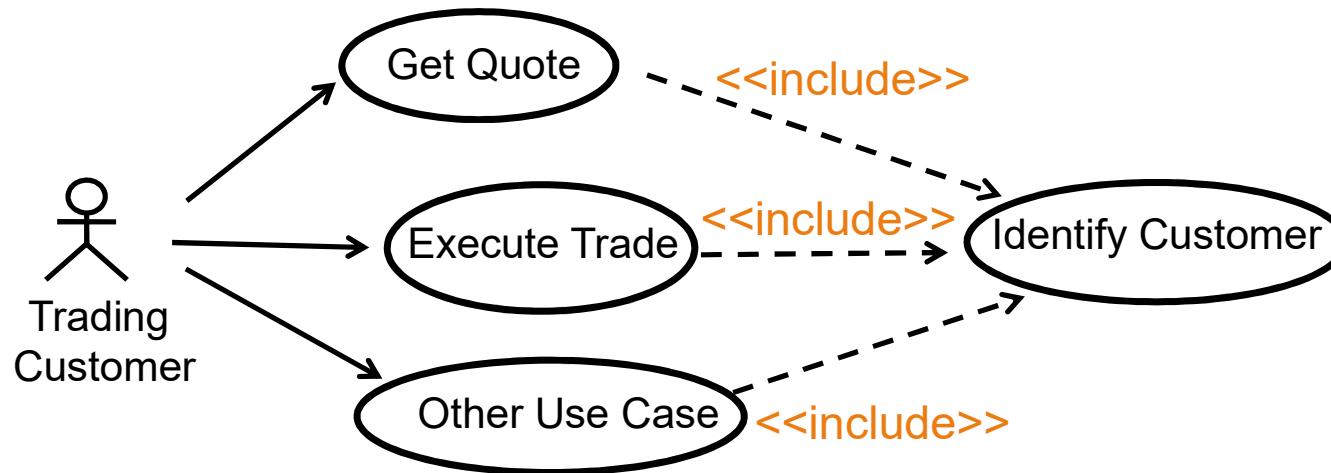 Get Quote
<<include>>
Execute Trade
<<include>>
Identify Customer
Trading
Customer
Other Use Case
<<include>>